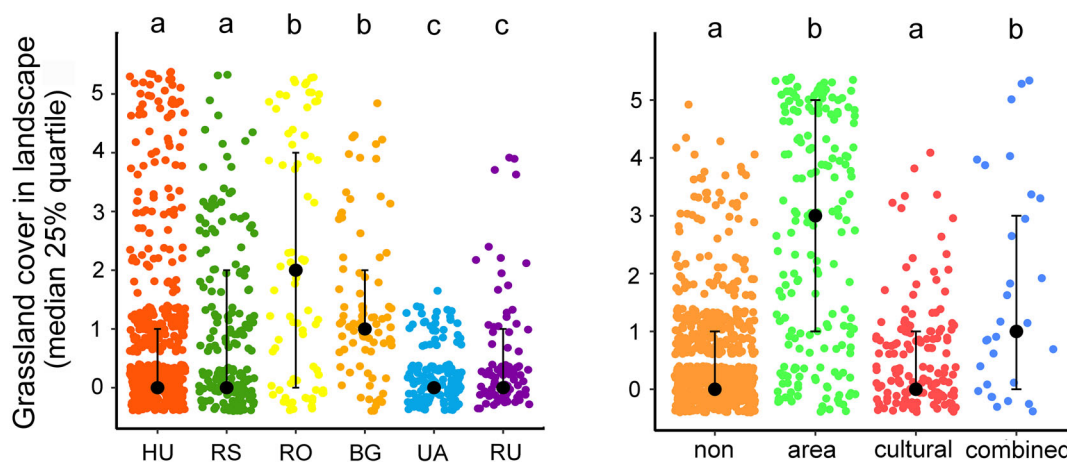 a a b b c c
a b a b
Grassland cover in landscape
(median 25% quartile)
5
4
3
2
1
0
5
4
3
2
1
0
HU RS RO BG UA RU
non area cultural combined